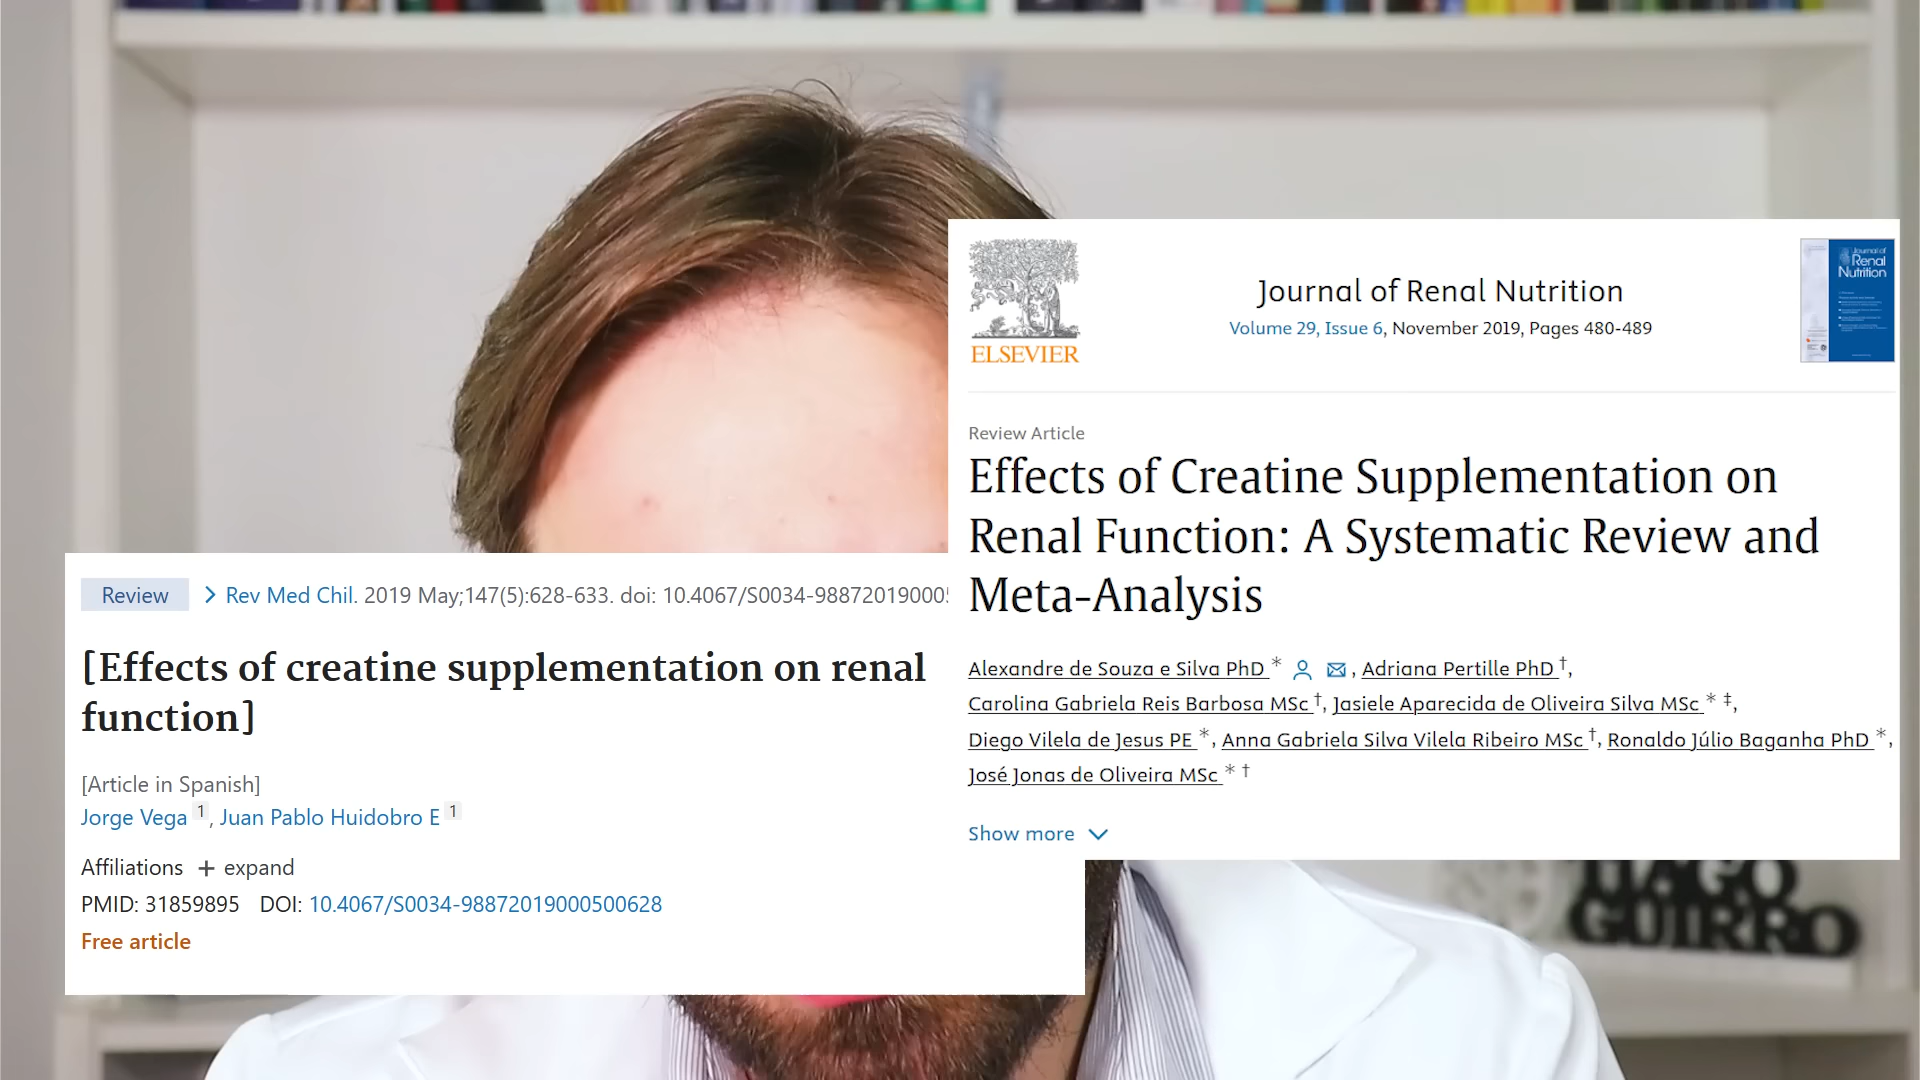 Review > Rev Med Chil. 2019 May;147(5):628-633. doi: 10.4067/S0034-98872019000
[Effects of creatine supplementation on renal
function]
[Article in Spanish]
Jorge Vega 1, Juan Pablo Huidobro E 1
Affiliations + expand
PMID: 31859895 DOI: 10.4067/S0034-98872019000500628
Free article
ELSEVIER
Journal of Renal Nutrition
Volume 29, Issue 6, November 2019, Pages 480-489
Journal of
Renal
Nutrition
Review Article
Effects of Creatine Supplementation on
Renal Function: A Systematic Review and
Meta-Analysis
Alexandre de Souza e Silva PhD *, Adriana Pertille PhD †,
Carolina Gabriela Reis Barbosa MSc †, Jasiele Aparecida de Oliveira Silva MSc * ‡,
Diego Vilela de Jesus PE *, Anna Gabriela Silva Vilela Ribeiro MSc †, Ronaldo Júlio Baganha PhD *,
José Jonas de Oliveira MSc * †
Show more
TIAGO
GUIRRO